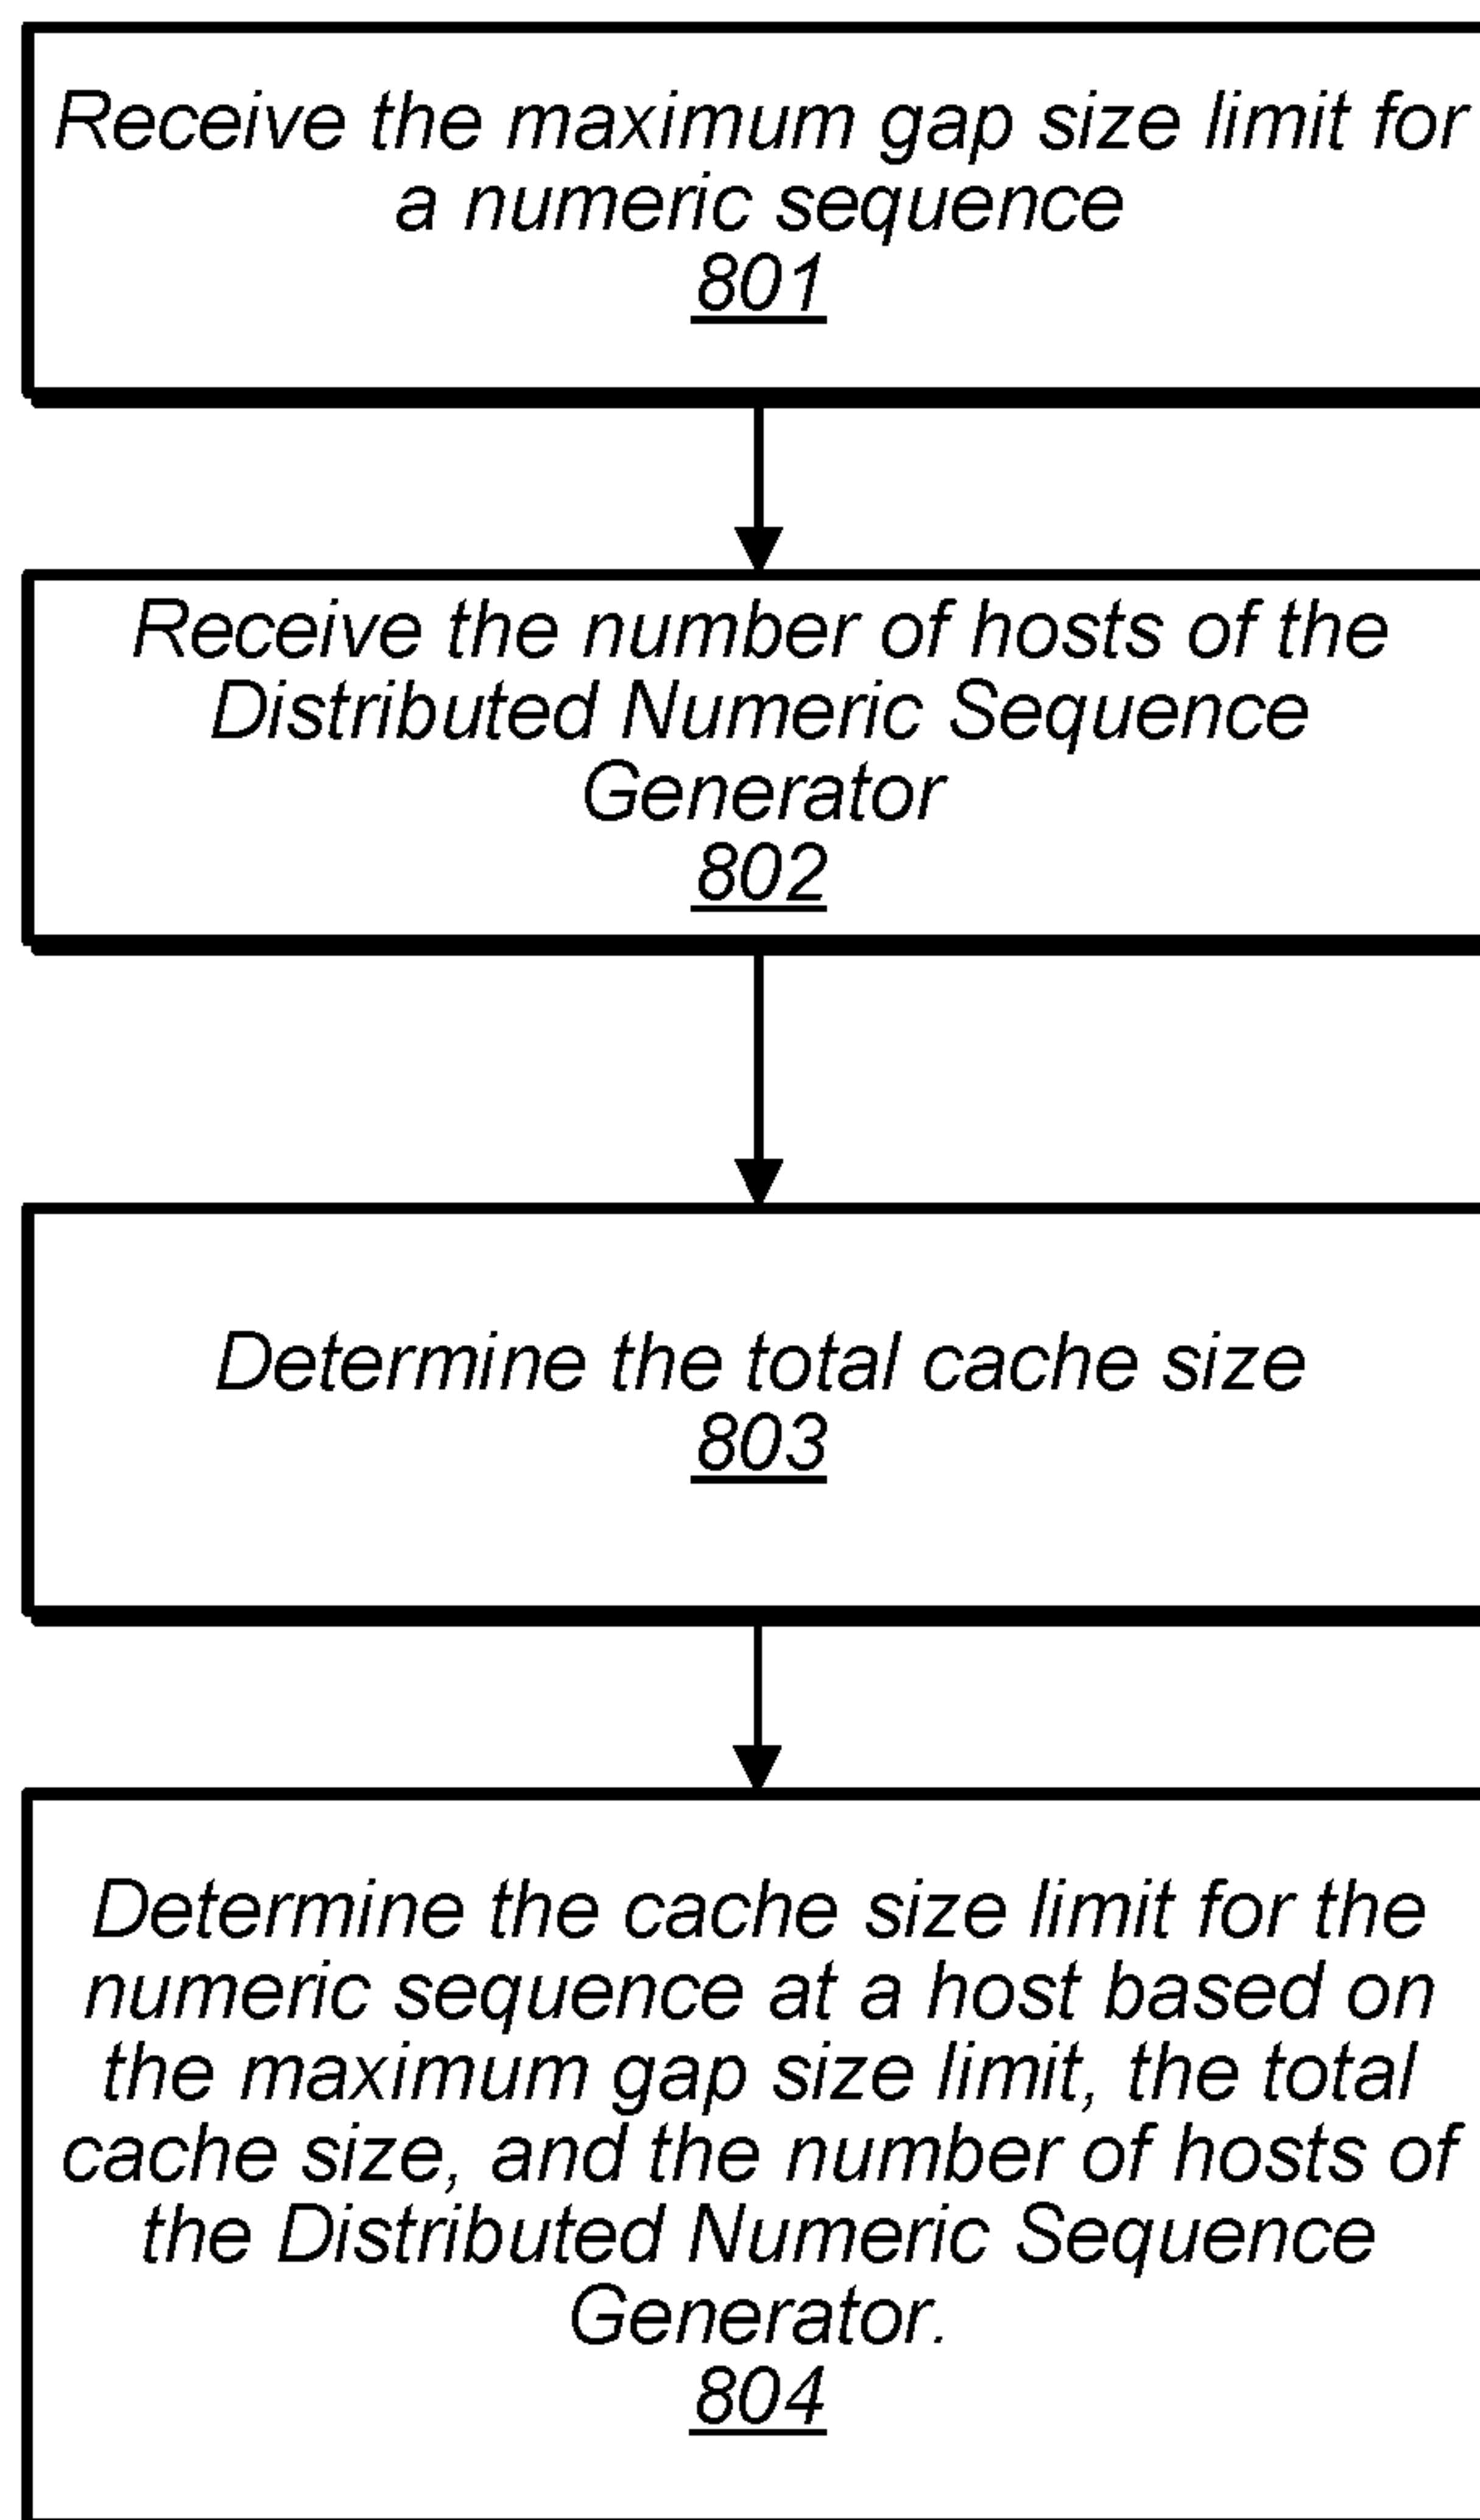 Receive the maximum gap size limit for
a numeric sequence
801
Receive the number of hosts of the
Distributed Numeric Sequence
Generator
802
Determine the total cache size
803
Determine the cache size limit for the
numeric sequence at a host based on
the maximum gap size limit, the total
cache size, and the number of hosts of
the Distributed Numeric Sequence
Generator.
804